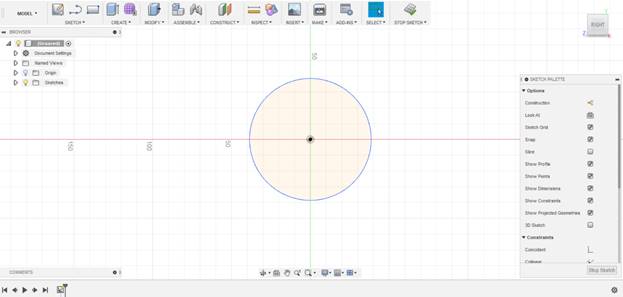 MODEL
SKETCH
CREATE
MODIFY
ASSEMBLE
CONSTRUCT
INSPECT
INSERT
MAKE
ADD-INS
SELECT
STOP SKETCH
BROWSER
(Unsaved)
Document Settings
Named Views
Origin
Sketches
RIGHT
Z
50
150
100
50
SKETCH PALETTE
Options
Construction
Look At
Sketch Grid
Snap
Slice
Show Profile
Show Points
Show Dimensions
Show Constraints
Show Projected Geometries
3D Sketch
Constraints
Coincident
Collinear
Stop Sketch
COMMENTS